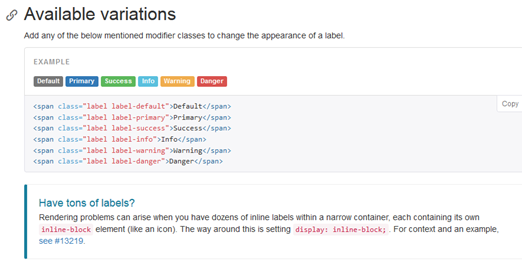 Available variations
Add any of the below mentioned modifier classes to change the appearance of a label.
EXAMPLE
Default Primary Success Info Warning Danger
Copy
<span class="label label-default">Default</span>
<span class="label label-primary">Primary</span>
<span class="label label-success">Success</span>
<span class="label label-info">Info</span>
<span class="label label-warning">Warning</span>
<span class="label label-danger">Danger</span>
Have tons of labels?
Rendering problems can arise when you have dozens of inline labels within a narrow container, each containing its own
inline-block element (like an icon). The way around this is setting display: inline-block;. For context and an example,
see #13219.